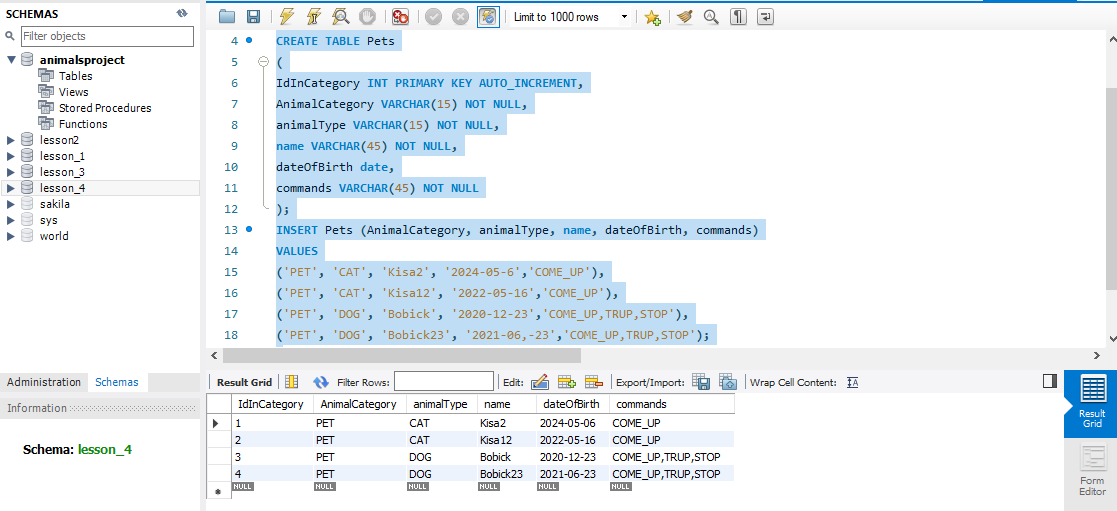 SCHEMAS
Filter objects
animalsproject
Tables
Views
Stored Procedures
Functions
lesson2
lesson_1
lesson_3
lesson_4
sakila
sys
world
Administration Schemas
Information
Schema: lesson_4
Limit to 1000 rows
4 CREATE TABLE Pets
5 (
6 IdInCategory INT PRIMARY KEY AUTO_INCREMENT,
7 AnimalCategory VARCHAR(15) NOT NULL,
8 animalType VARCHAR(15) NOT NULL,
9 name VARCHAR(45) NOT NULL,
10 dateOfBirth date,
11 commands VARCHAR(45) NOT NULL
12 );
13 INSERT Pets (AnimalCategory, animalType, name, dateOfBirth, commands)
14 VALUES
15 ('PET', 'CAT', 'Kisa2', '2024-05-6','COME_UP'),
16 ('PET', 'CAT', 'Kisa12', '2022-05-16','COME_UP'),
17 ('PET', 'DOG', 'Bobick', '2020-12-23','COME_UP,TRUP,STOP'),
18 ('PET', 'DOG', 'Bobick23', '2021-06,-23','COME_UP,TRUP,STOP');
Result Grid Filter Rows: Edit: Export/Import: Wrap Cell Content: IA
IdInCategory AnimalCategory animalType name dateOfBirth commands
1 PET CAT Kisa2 2024-05-06 COME_UP
2 PET CAT Kisa12 2022-05-16 COME_UP
3 PET DOG Bobick 2020-12-23 COME_UP,TRUP,STOP
4 PET DOG Bobick23 2021-06-23 COME_UP,TRUP,STOP
NULL NULL NULL NULL NULL NULL
Result
Grid
Form
Editor